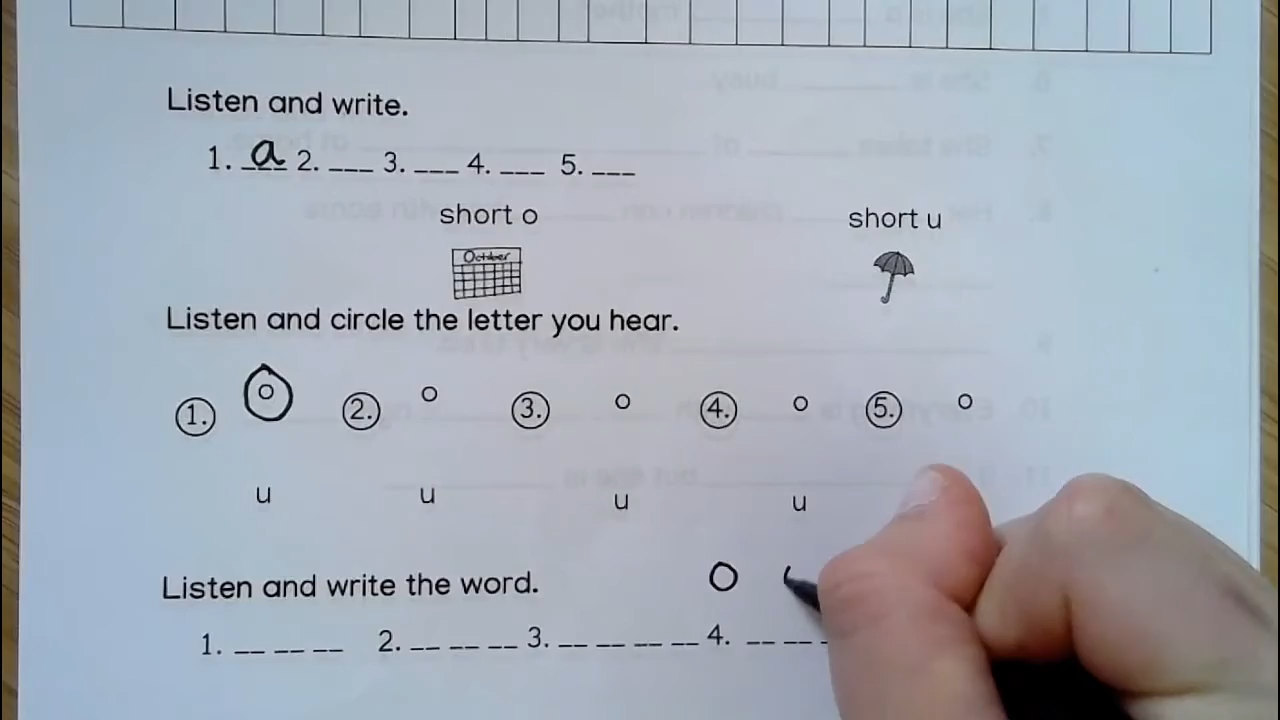 Listen and write.
1. a 2. ___ 3. ___ 4. ___ 5. ___
short o short u
October
Listen and circle the letter you hear.
1. o 2. o 3. o 4. o 5. o
u u u u
Listen and write the word.
o
1. __ __ __ 2. __ __ __ 3. __ __ __ __ 4. __ __